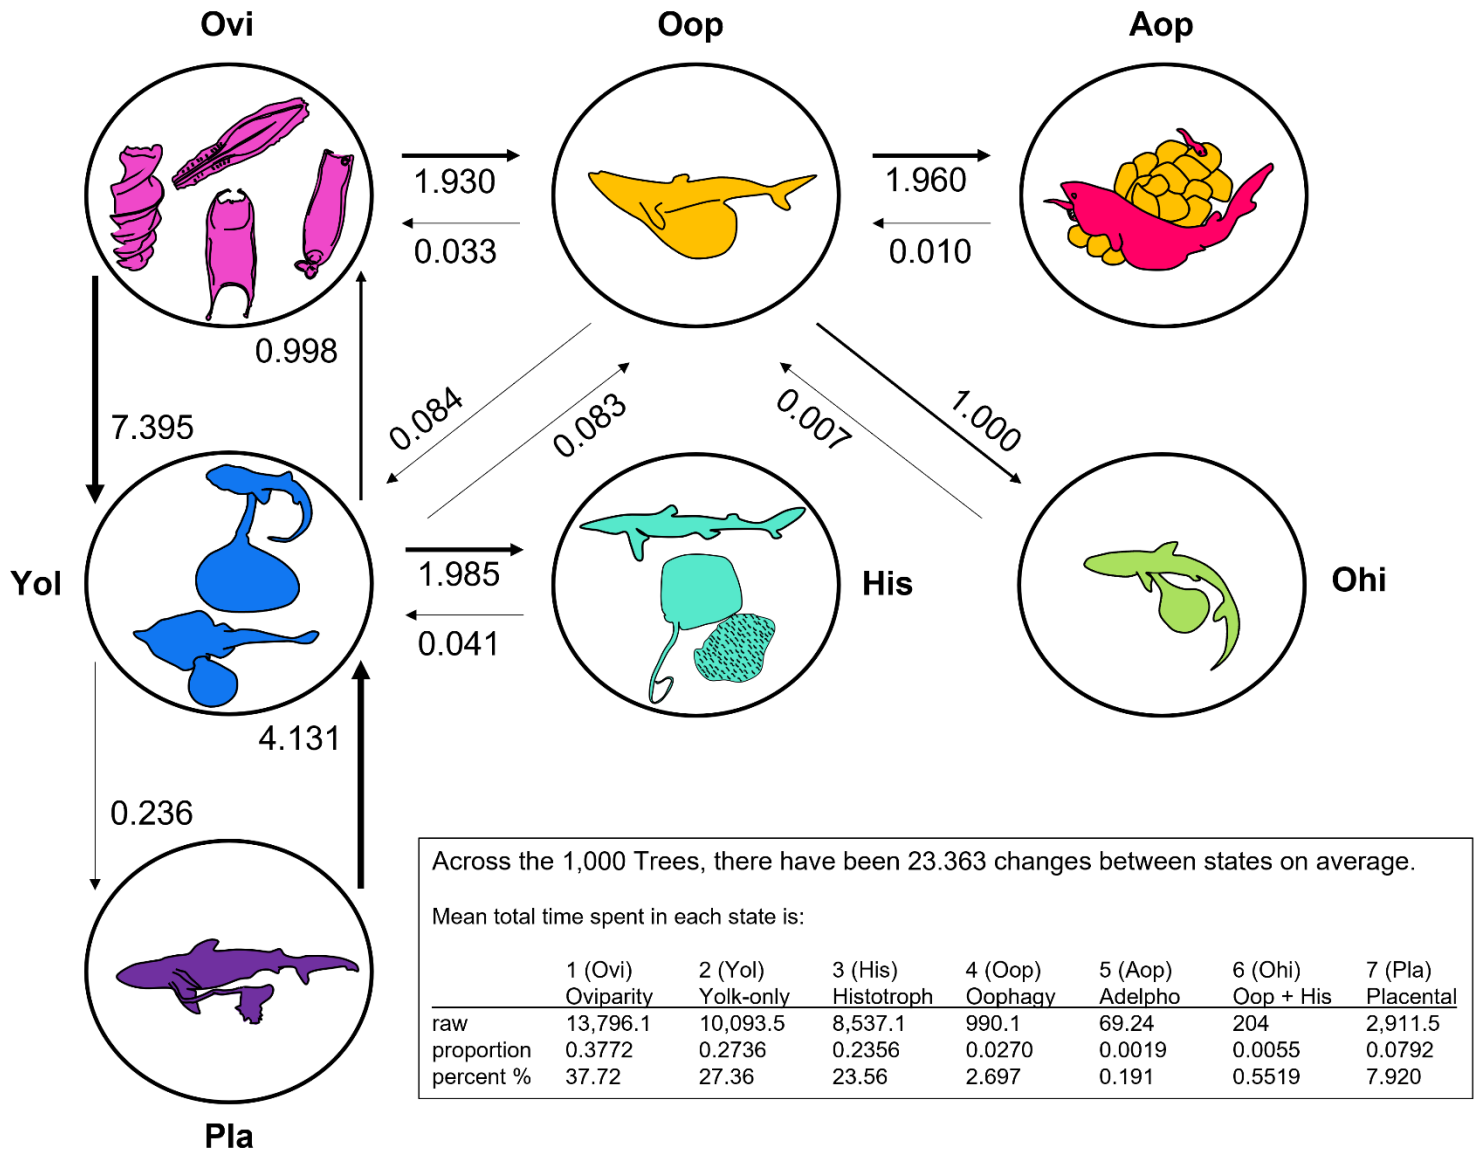 Ovi
Oop
Aop
1.930
0.033
1.960
0.010
0.998
7.395
0.084
0.083
0.007
1.000
Yol
1.985
0.041
His
Ohi
4.131
0.236
Pla
Across the 1,000 Trees, there have been 23.363 changes between states on average.
Mean total time spent in each state is:
1 (Ovi) 2 (Yol) 3 (His) 4 (Oop) 5 (Aop) 6 (Ohi) 7 (Pla)
Oviparity Yolk-only Histotroph Oophagy Adelpho Oop + His Placental
raw 13,796.1 10,093.5 8,537.1 990.1 69.24 204 2,911.5
proportion 0.3772 0.2736 0.2356 0.0270 0.0019 0.0055 0.0792
percent % 37.72 27.36 23.56 2.697 0.191 0.5519 7.920